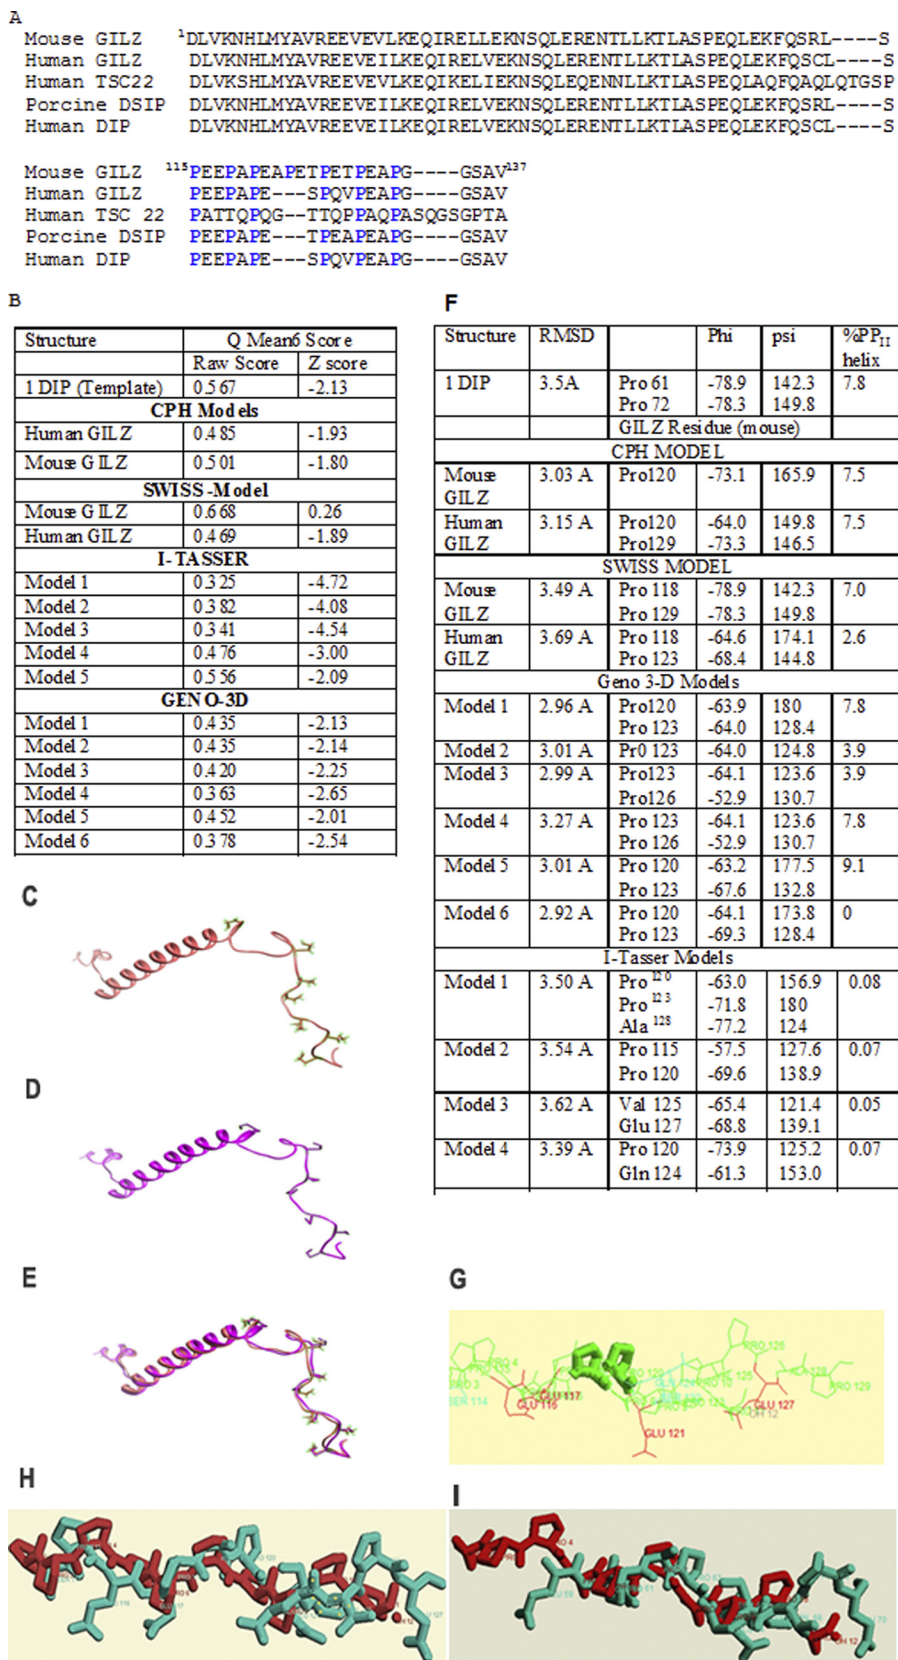 A
Mouse GILZ 1DLVKNHLMYAVREEVEVLKEQIRELLEKNSQLERENTLLKTLASPEQLEKFQSRL----S
Human GILZ DLVKNHLMYAVREEVEILKEQIRELVEKNSQLERENTLLKTLASPEQLEKFQSCL----S
Human TSC22 DLVKSHLMYAVREEVEVLKEQIKELIEKNSQLEQENNLLKTLASPEQLAQFQAQLQTGSP
Porcine DSIP DLVKNHLMYAVREEVEILKEQIRELVEKNSQLERENTLLKTLASPEQLEKFQSRL----S
Human DIP DLVKNHLMYAVREEVEILKEQIRELVEKNSQLERENTLLKTLASPEQLEKFQSCL----S
Mouse GILZ 115PEEPAPEAPETPETPEAPG----GSAV137
Human GILZ PEEPAPE---SPQVPEAPG----GSAV
Human TSC 22 PATTQPQG--TTQPPAQPASQGSGPTA
Porcine DSIP PEEPAPE---TPEAPEAPG----GSAV
Human DIP PEEPAPE---SPQVPEAPG----GSAV
B
Structure Q Mean6 Score
Raw Score Z score
1 DIP (Template) 0.567 -2.13
CPH Models
Human GILZ 0.485 -1.93
Mouse GILZ 0.501 -1.80
SWISS-Model
Mouse GILZ 0.668 0.26
Human GILZ 0.469 -1.89
I-TASSER
Model 1 0.325 -4.72
Model 2 0.382 -4.08
Model 3 0.341 -4.54
Model 4 0.476 -3.00
Model 5 0.556 -2.09
GENO-3D
Model 1 0.435 -2.13
Model 2 0.435 -2.14
Model 3 0.420 -2.25
Model 4 0.363 -2.65
Model 5 0.452 -2.01
Model 6 0.378 -2.54
F
Structure RMSD Phi psi %PPII helix
1 DIP 3.5A Pro 61 -78.9 142.3 7.8
Pro 72 -78.3 149.8
GILZ Residue (mouse)
CPH MODEL
Mouse GILZ 3.03 A Pro120 -73.1 165.9 7.5
Human GILZ 3.15 A Pro120 -64.0 149.8 7.5
Pro129 -73.3 146.5
SWISS MODEL
Mouse GILZ 3.49 A Pro 118 -78.9 142.3 7.0
Pro 129 -78.3 149.8
Human GILZ 3.69 A Pro 118 -64.6 174.1 2.6
Pro 123 -68.4 144.8
Geno 3-D Models
Model 1 2.96 A Pro120 -63.9 180 7.8
Pro 123 -64.0 128.4
Model 2 3.01 A Pr0 123 -64.0 124.8 3.9
Model 3 2.99 A Pro123 -64.1 123.6 3.9
Pro126 -52.9 130.7
Model 4 3.27 A Pro 123 -64.1 123.6 7.8
Pro 126 -52.9 130.7
Model 5 3.01 A Pro 120 -63.2 177.5 9.1
Pro 123 -67.6 132.8
Model 6 2.92 A Pro 120 -64.1 173.8 0
Pro 123 -69.3 128.4
I-Tasser Models
Model 1 3.50 A Pro 120 -63.0 156.9 0.08
Pro 123 -71.8 180
Ala 128 -77.2 124
Model 2 3.54 A Pro 115 -57.5 127.6 0.07
Pro 120 -69.6 138.9
Model 3 3.62 A Val 125 -65.4 121.4 0.05
Glu 127 -68.8 139.1
Model 4 3.39 A Pro 120 -73.9 125.2 0.07
Gln 124 -61.3 153.0
C
D
E
G
PRO 4
PRO 3
SER 114
GLU 116
GLU 117
GLU 121
PRO 126
GLU 127
PRO 129
H
I